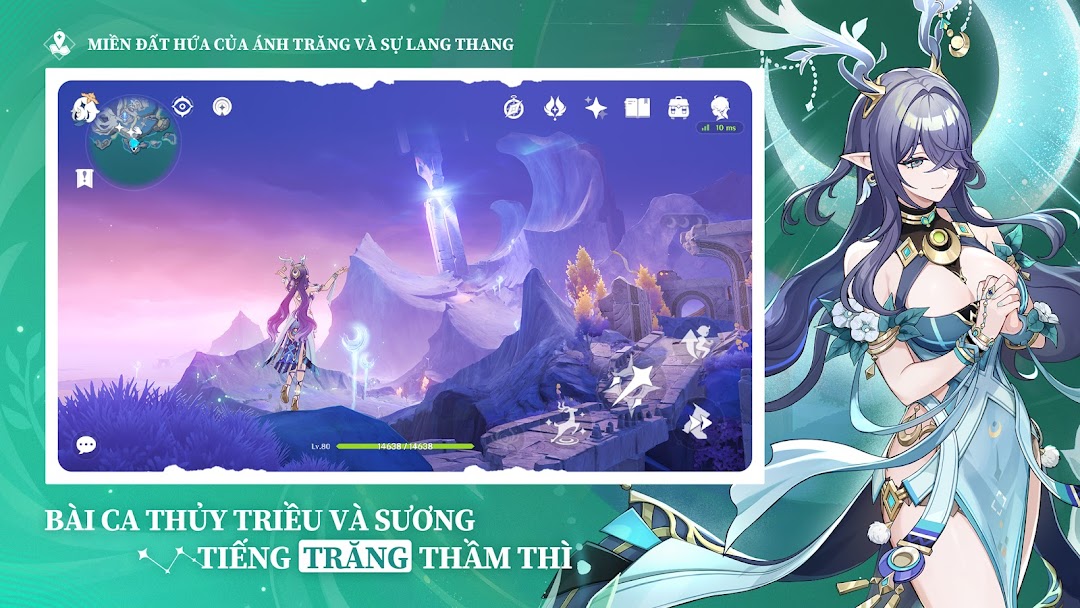 MIỀN ĐẤT HỨA CỦA ÁNH TRĂNG VÀ SỰ LANG THANG
10 ms
Lv.80 14638/14638
BÀI CA THỦY TRIỀU VÀ SƯƠNG
TIẾNG TRĂNG THẦM THÌ